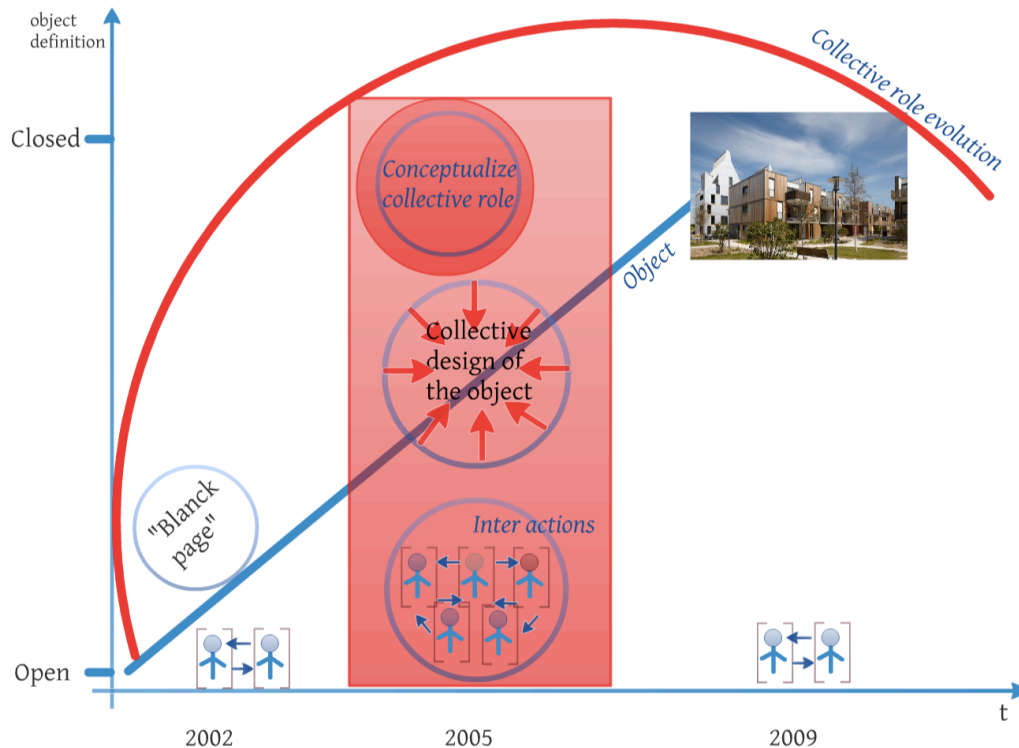 object
definition
Closed
Open
Collective role evolution
Conceptualize
collective role
Object
Collective
design of
the object
"Blanck
page"
Inter actions
t
2002
2005
2009